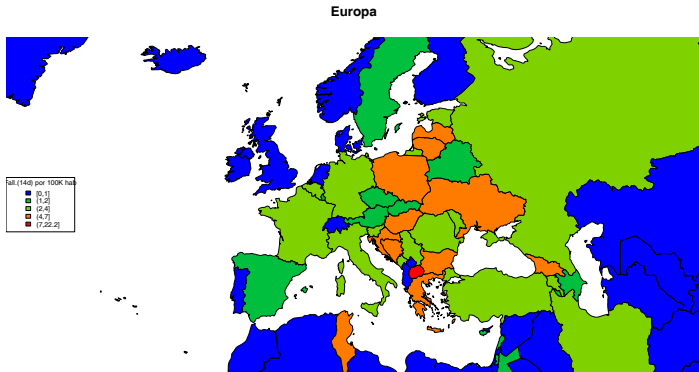 Europa
Fall.(14d) por 100K hab
[0,1]
(1,2]
(2,4]
(4,7]
(7,22.2]